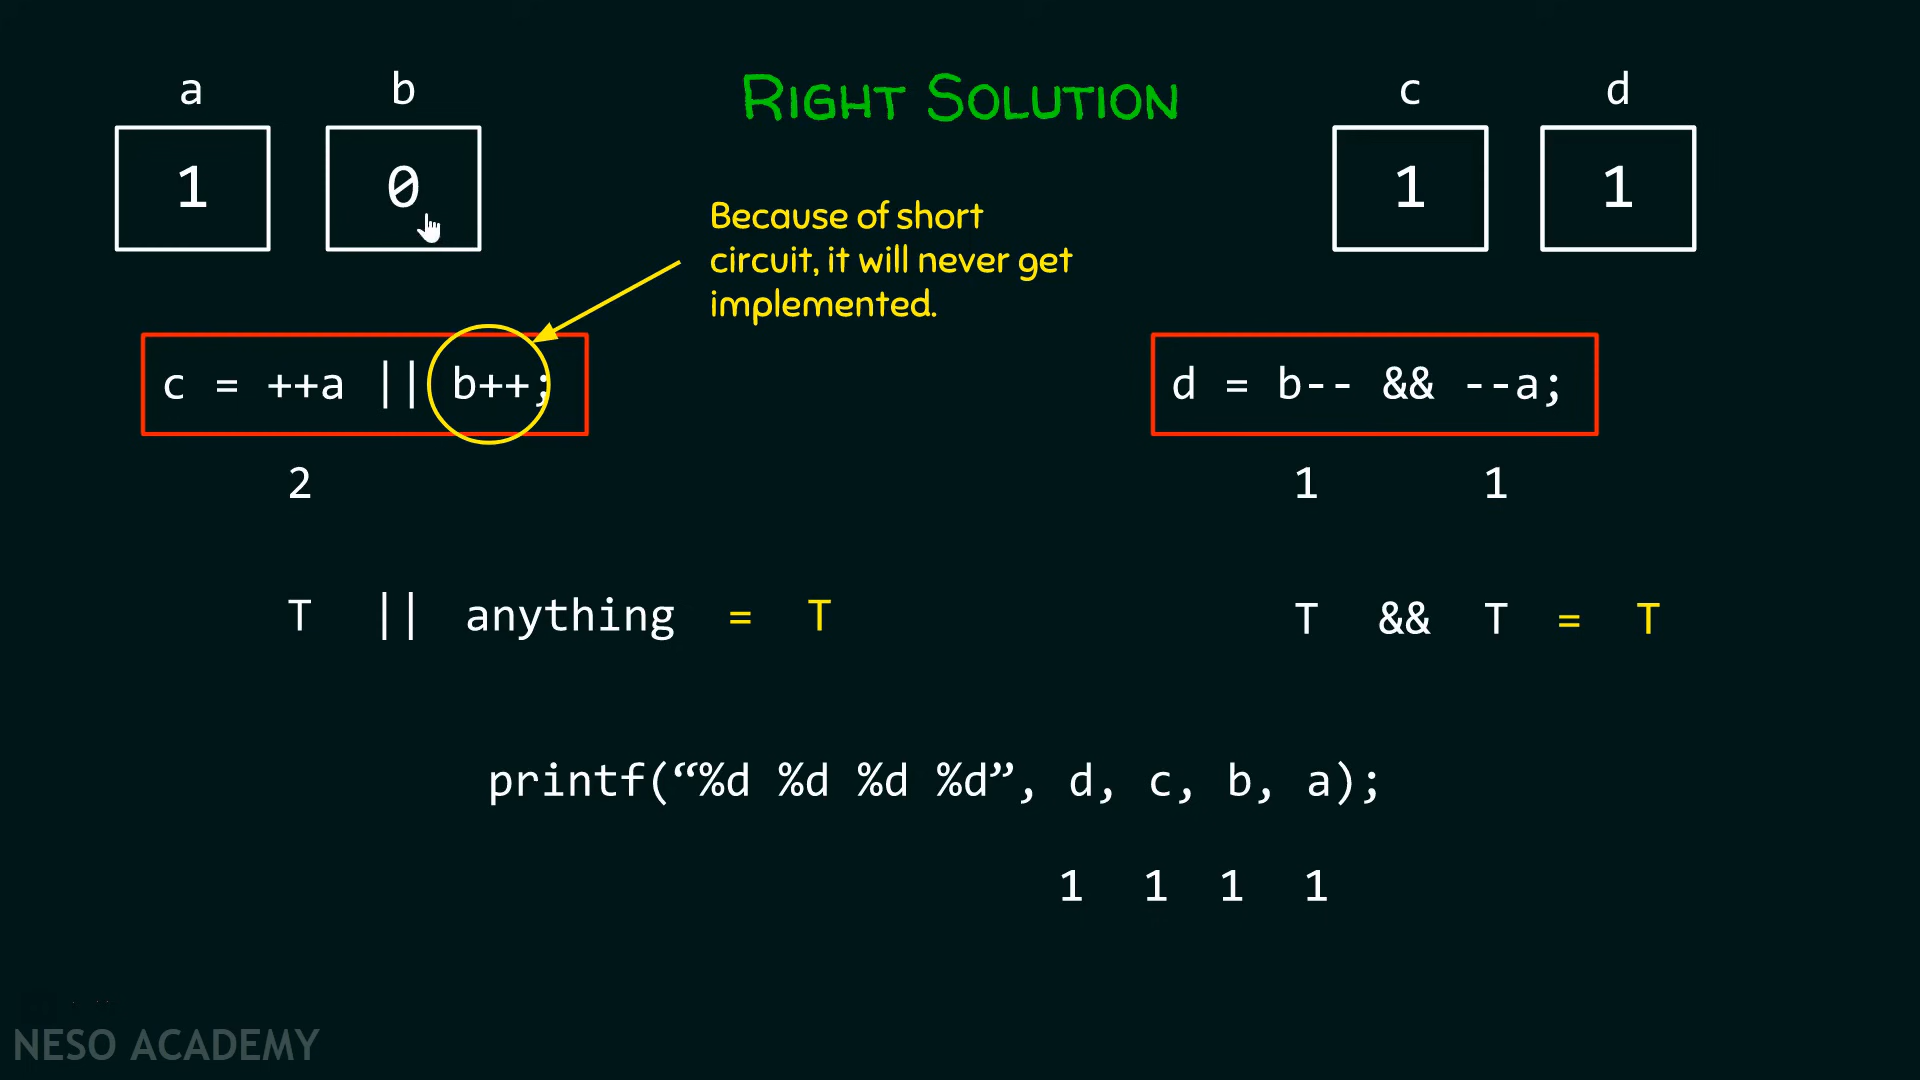 a b RIGHT SOLUTION c d
1 0 1 1
Because of short
circuit, it will never get
implemented.
c = ++a || b++; d = b-- && --a;
2 1 1
T || anything = T T && T = T
printf(“%d %d %d %d”, d, c, b, a);
1 1 1 1
NESO ACADEMY